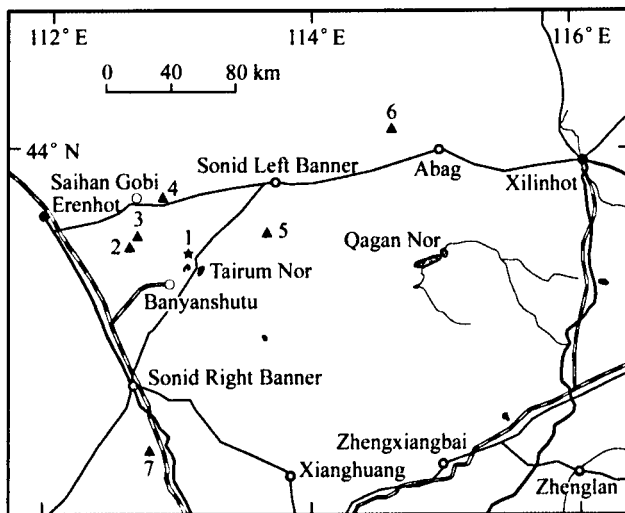 112° E
114° E
116° E
0 40 80 km
6
44° N
Sonid Left Banner
Abag
Xilinhot
Saihan Gobi
4
Erenhot
3
2
1
5
Qagan Nor
Tairum Nor
Banyanshutu
Sonid Right Banner
7
Zhengxiangbai
Xianghuang
Zhenglan